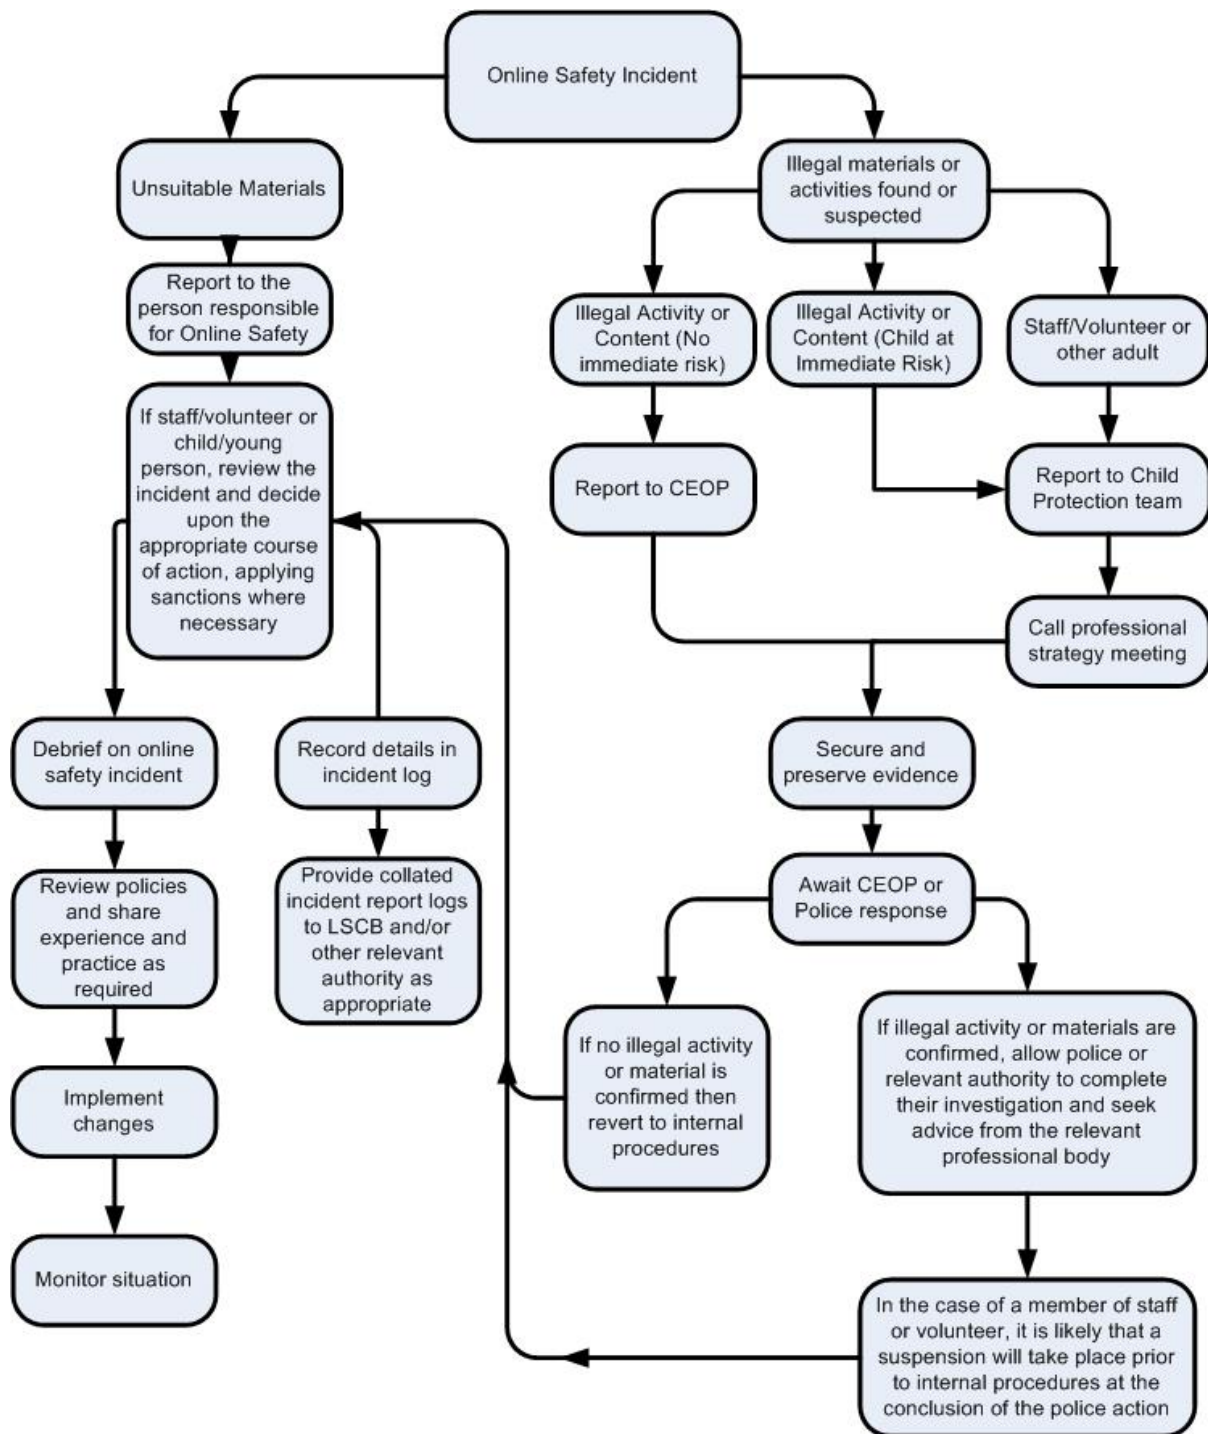 Online Safety Incident
Unsuitable Materials
Illegal materials or
activities found or
suspected
Report to the
person responsible
for Online Safety
Illegal Activity or
Content (No
immediate risk)
Illegal Activity or
Content (Child at
Immediate Risk)
Staff/Volunteer or
other adult
If staff/volunteer or
child/young
person, review the
incident and decide
upon the
appropriate course
of action, applying
sanctions where
necessary
Report to CEOP
Report to Child
Protection team
Call professional
strategy meeting
Debrief on online
safety incident
Record details in
incident log
Secure and
preserve evidence
Review policies
and share
experience and
practice as
required
Provide collated
incident report logs
to LSCB and/or
other relevant
authority as
appropriate
Await CEOP or
Police response
If no illegal activity
or material is
confirmed then
revert to internal
procedures
If illegal activity or materials are
confirmed, allow police or
relevant authority to complete
their investigation and seek
advice from the relevant
professional body
Implement
changes
Monitor situation
In the case of a member of staff
or volunteer, it is likely that a
suspension will take place prior
to internal procedures at the
conclusion of the police action